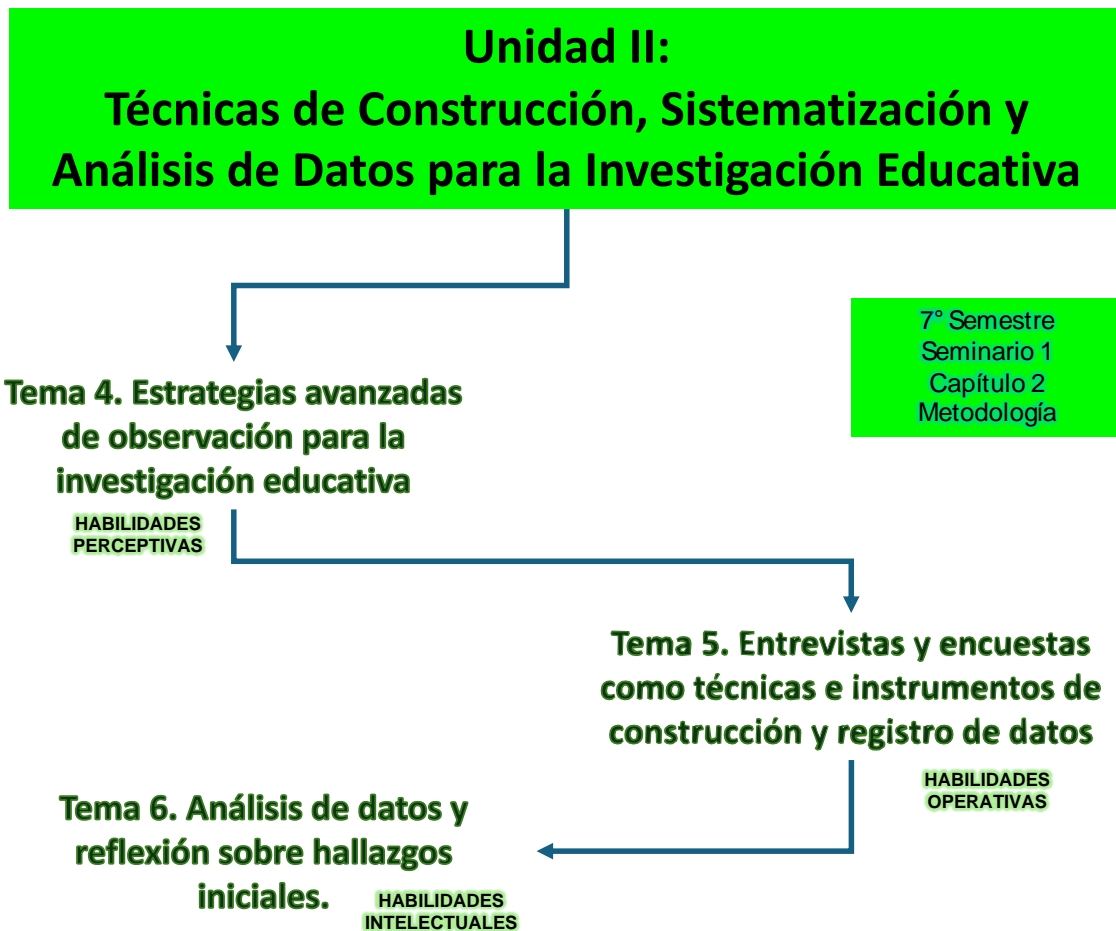 Unidad II:
Técnicas de Construcción, Sistematización y
Análisis de Datos para la Investigación Educativa
7° Semestre
Seminario 1
Capítulo 2
Metodología
Tema 4. Estrategias avanzadas
de observación para la
investigación educativa
HABILIDADES
PERCEPTIVAS
Tema 5. Entrevistas y encuestas
como técnicas e instrumentos de
construcción y registro de datos
HABILIDADES
OPERATIVAS
Tema 6. Análisis de datos y
reflexión sobre hallazgos
iniciales.
HABILIDADES
INTELECTUALES